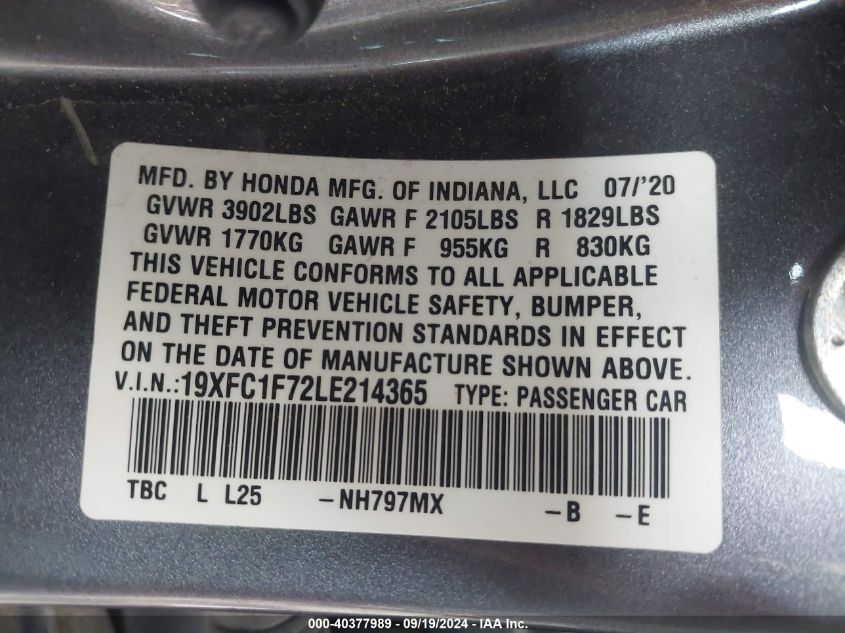 MFD. BY HONDA MFG. OF INDIANA, LLC 07/'20
GVWR 3902LBS GAWR F 2105LBS R 1829LBS
GVWR 1770KG GAWR F 955KG R 830KG
THIS VEHICLE CONFORMS TO ALL APPLICABLE
FEDERAL MOTOR VEHICLE SAFETY, BUMPER,
AND THEFT PREVENTION STANDARDS IN EFFECT
ON THE DATE OF MANUFACTURE SHOWN ABOVE.
V.I.N.:19XFC1F72LE214365 TYPE: PASSENGER CAR
TBC L L25 -NH797MX -B -E
000-40377989 - 09/19/2024 - IAA Inc.